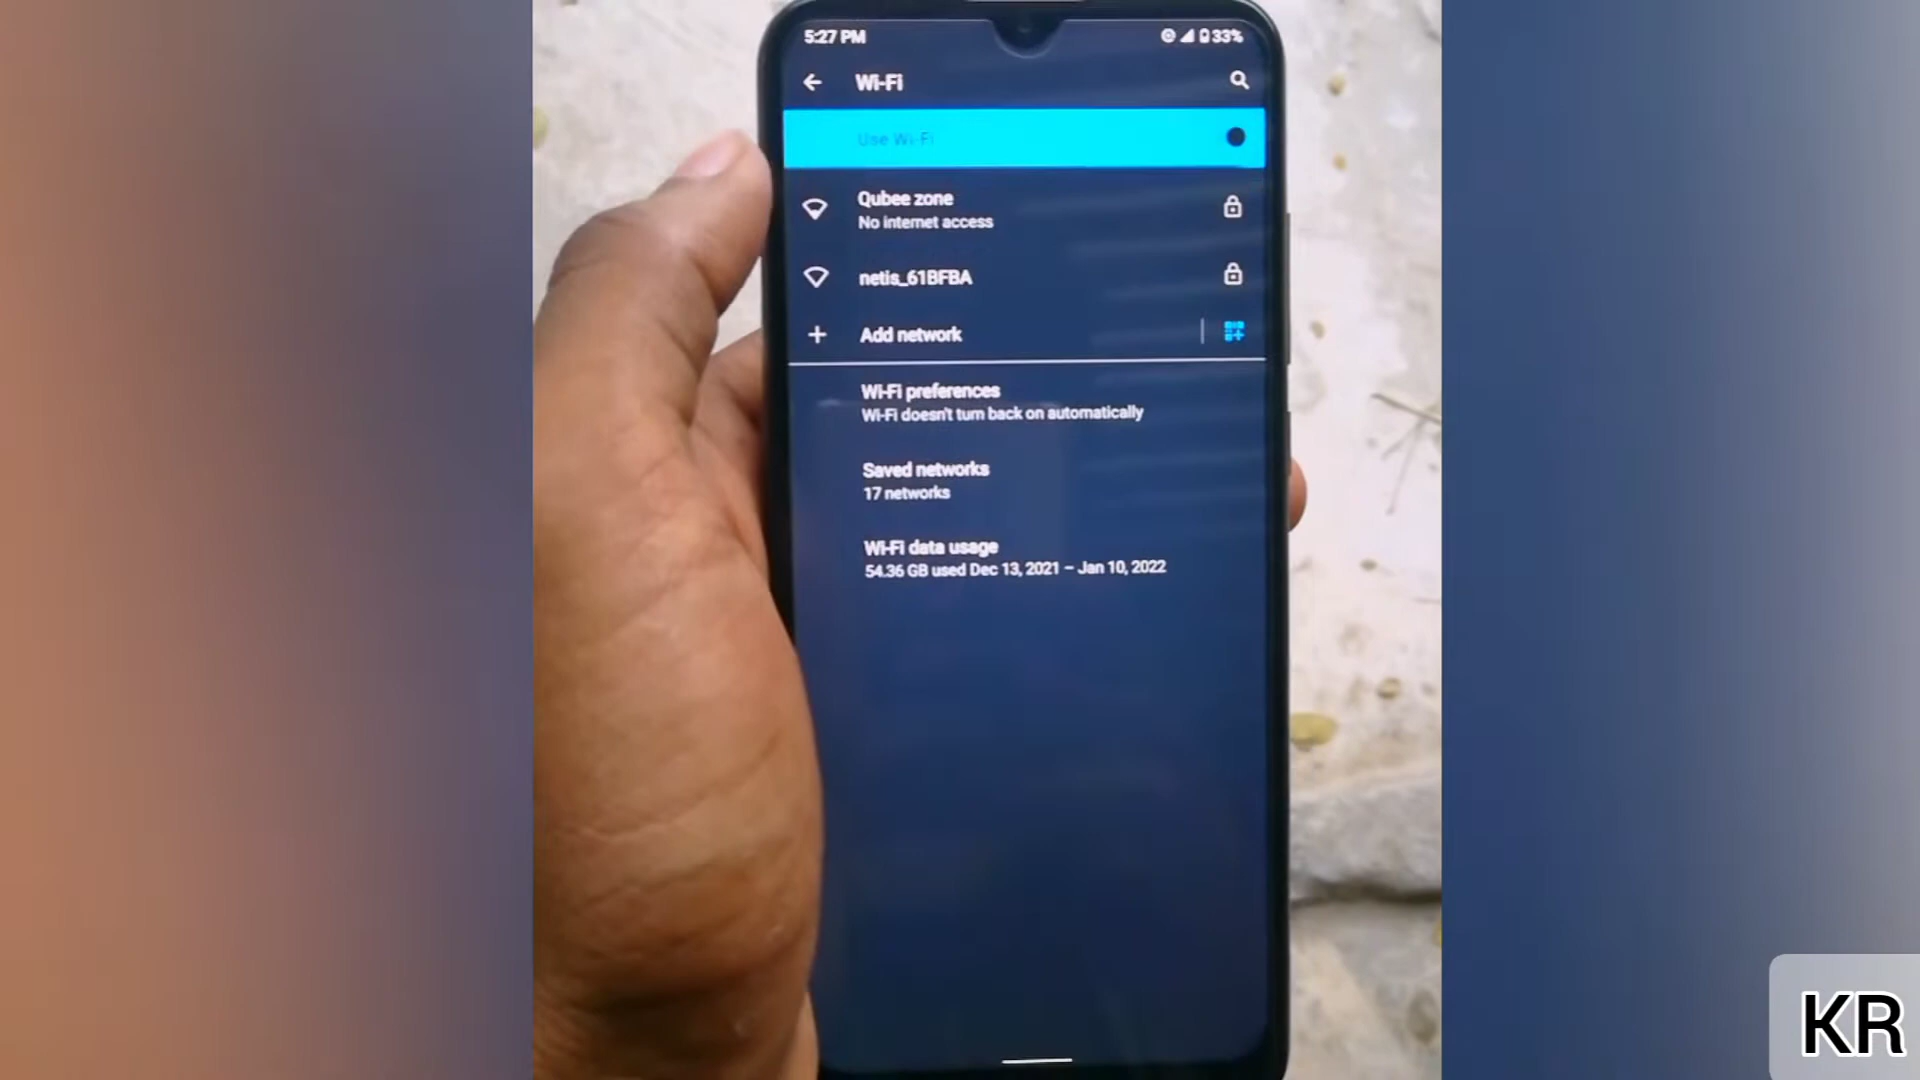 5:27 PM
33%
Wi-Fi
Use Wi-Fi
Qubee zone
No internet access
netis_61BFBA
Add network
Wi-Fi preferences
Wi-Fi doesn't turn back on automatically
Saved networks
17 networks
Wi-Fi data usage
54.36 GB used Dec 13, 2021 – Jan 10, 2022
KR